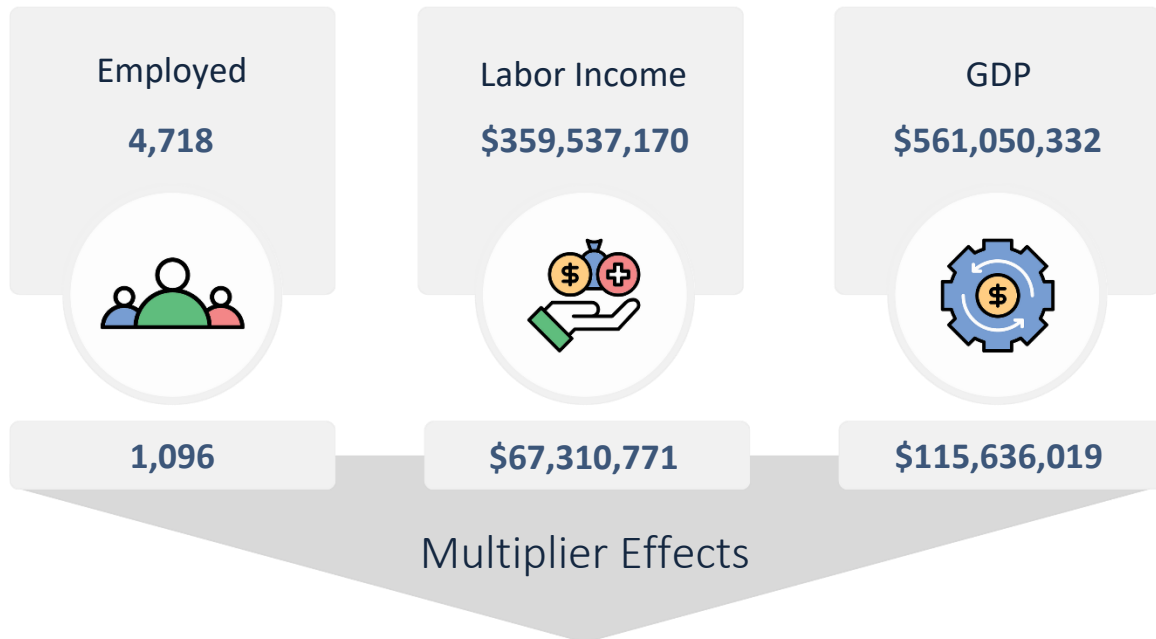 Employed
4,718
Labor Income
$359,537,170
GDP
$561,050,332
$
$
1,096
$67,310,771
$115,636,019
Multiplier Effects